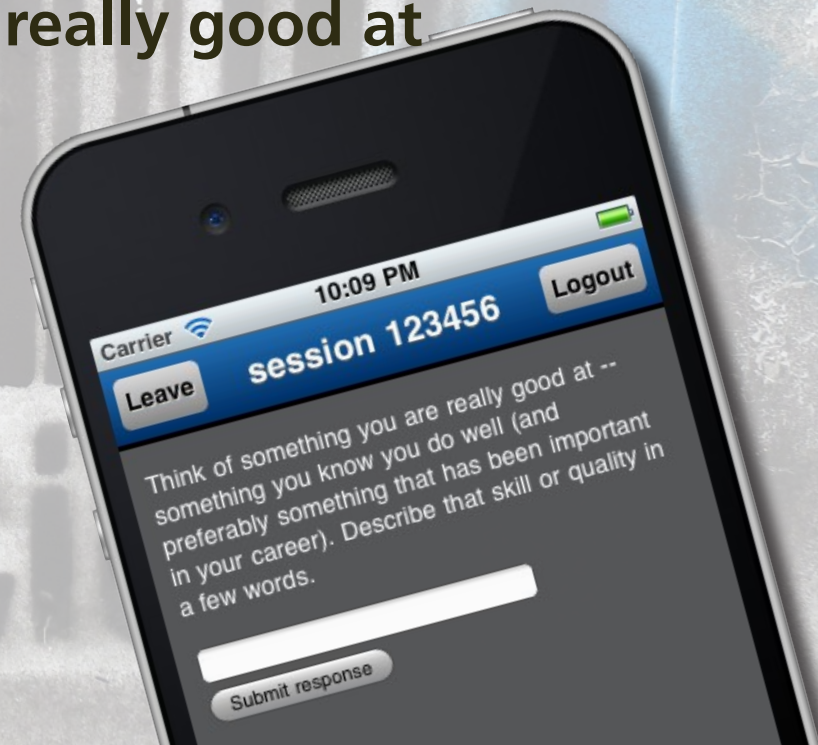 really good at
10:09 PM
Carrier
Leave
session 123456
Logout
Think of something you are really good at --
something you know you do well (and
preferably something that has been important
in your career). Describe that skill or quality in
a few words.
Submit response